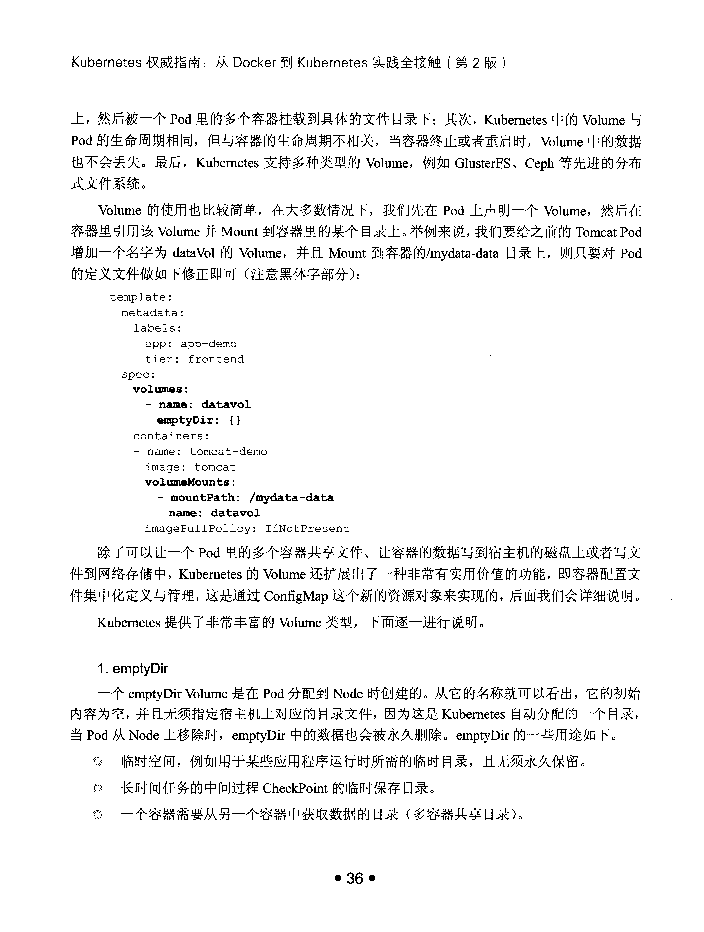 Kubernetes 权威指南：从 Docker 到 Kubernetes 实践全接触（第 2 版）
上，然后被一个 Pod 里的多个容器挂载到具体的文件目录下；其次，Kubernetes 中的 Volume 与
Pod 的生命周期相同，但与容器的生命周期不相关，当容器终止或者重启时，Volume 中的数据
也不会丢失。最后，Kubernetes 支持多种类型的 Volume，例如 GlusterFS、Ceph 等先进的分布
式文件系统。
Volume 的使用也比较简单，在大多数情况下，我们先在 Pod 上声明一个 Volume，然后在
容器里引用该 Volume 并 Mount 到容器里的某个目录上。举例来说，我们要给之前的 Tomcat Pod
增加一个名字为 dataVol 的 Volume，并且 Mount 到容器的/mydata-data 目录上，则只要对 Pod
的定义文件做如下修正即可（注意黑体字部分）：
template:
metadata:
labels:
app: app-demo
tier: frontend
spec:
volumes:
- name: datavol
emptyDir: {}
containers:
- name: tomcat-demo
image: tomcat
volumeMounts:
- mountPath: /mydata-data
name: datavol
imagePullPolicy: IfNotPresent
除了可以让一个 Pod 里的多个容器共享文件、让容器的数据写到宿主机的磁盘上或者写文
件到网络存储中，Kubernetes 的 Volume 还扩展出了一种非常有实用价值的功能，即容器配置文
件集中化定义与管理，这是通过 ConfigMap 这个新的资源对象来实现的，后面我们会详细说明。
Kubernetes 提供了非常丰富的 Volume 类型，下面逐一进行说明。
1. emptyDir
一个 emptyDir Volume 是在 Pod 分配到 Node 时创建的。从它的名称就可以看出，它的初始
内容为空，并且无须指定宿主机上对应的目录文件，因为这是 Kubernetes 自动分配的一个目录，
当 Pod 从 Node 上移除时，emptyDir 中的数据也会被永久删除。emptyDir 的一些用途如下。
◎ 临时空间，例如用于某些应用程序运行时所需的临时目录，且无须永久保留。
◎ 长时间任务的中间过程 CheckPoint 的临时保存目录。
◎ 一个容器需要从另一个容器中获取数据的目录（多容器共享目录）。
• 36 •